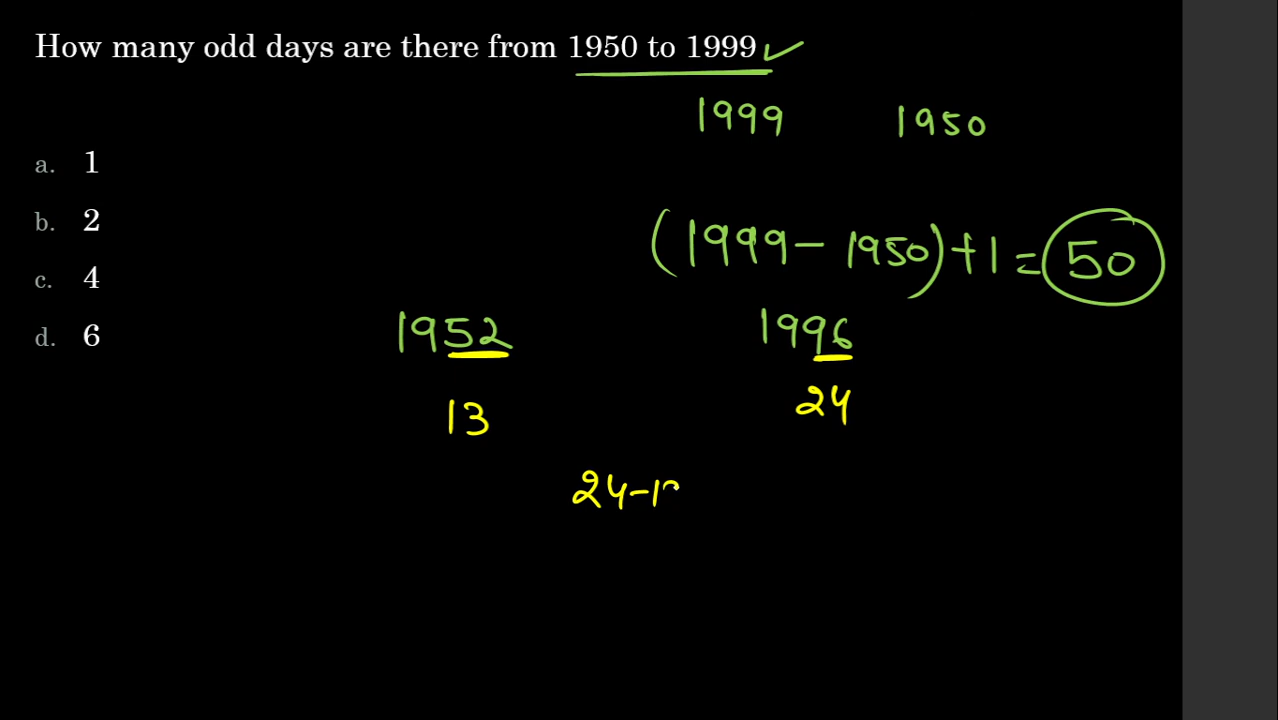 How many odd days are there from 1950 to 1999
1999 1950
a. 1
b. 2
(1999 - 1950) + 1 = 50
c. 4
1952 1996
d. 6
13 24
24-1